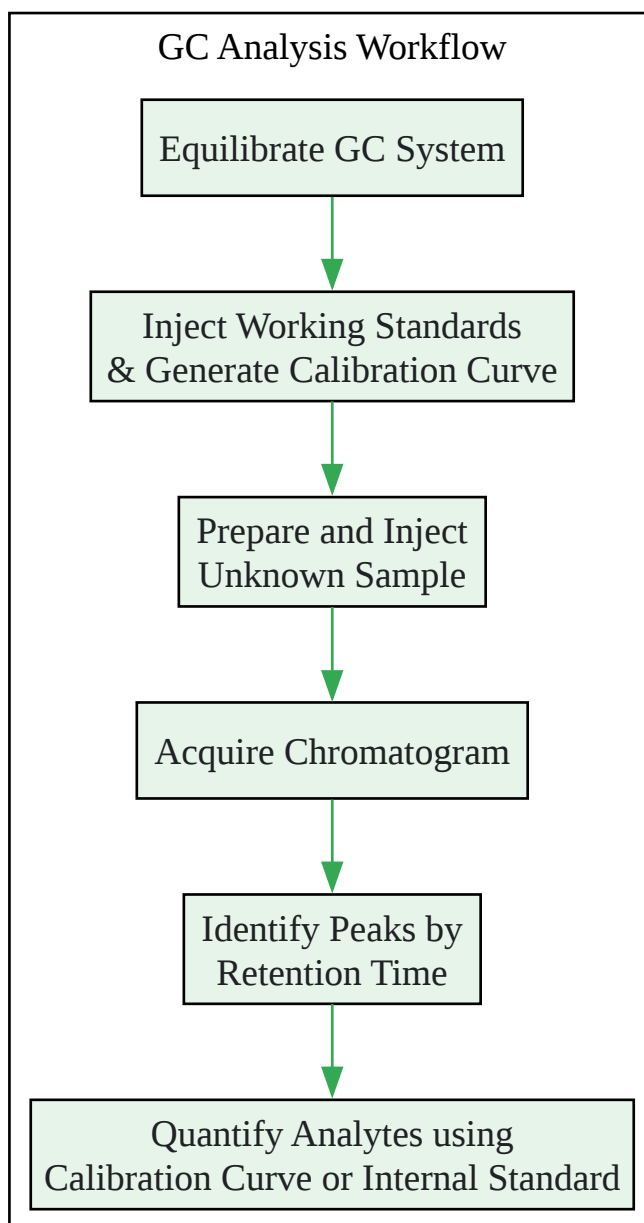 GC Analysis Workflow
Equilibrate GC System
Inject Working Standards
& Generate Calibration Curve
Prepare and Inject
Unknown Sample
Acquire Chromatogram
Identify Peaks by
Retention Time
Quantify Analytes using
Calibration Curve or Internal Standard